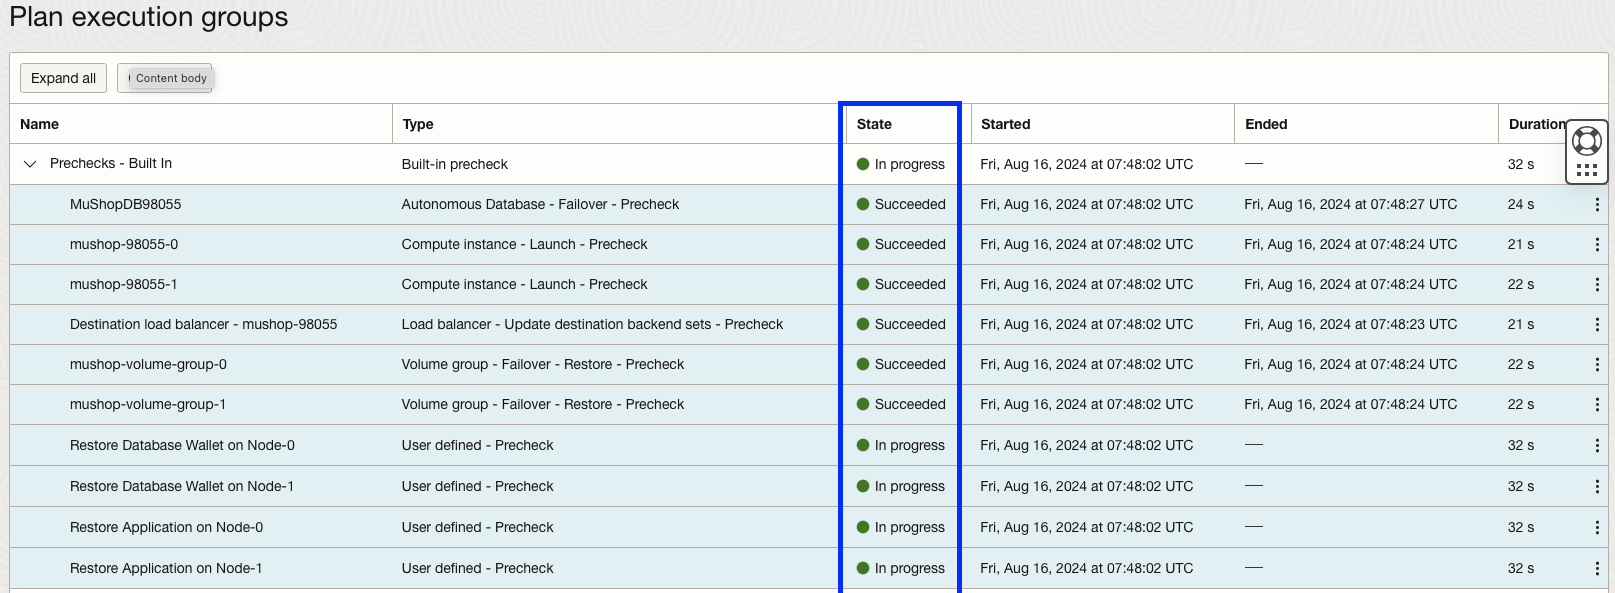 Plan execution groups
Expand all Content body
Name Type State Started Ended Duration
Prechecks - Built In Built-in precheck In progress Fri, Aug 16, 2024 at 07:48:02 UTC — 32 s
MuShopDB98055 Autonomous Database - Failover - Precheck Succeeded Fri, Aug 16, 2024 at 07:48:02 UTC Fri, Aug 16, 2024 at 07:48:27 UTC 24 s
mushop-98055-0 Compute instance - Launch - Precheck Succeeded Fri, Aug 16, 2024 at 07:48:02 UTC Fri, Aug 16, 2024 at 07:48:24 UTC 21 s
mushop-98055-1 Compute instance - Launch - Precheck Succeeded Fri, Aug 16, 2024 at 07:48:02 UTC Fri, Aug 16, 2024 at 07:48:24 UTC 22 s
Destination load balancer - mushop-98055 Load balancer - Update destination backend sets - Precheck Succeeded Fri, Aug 16, 2024 at 07:48:02 UTC Fri, Aug 16, 2024 at 07:48:23 UTC 21 s
mushop-volume-group-0 Volume group - Failover - Restore - Precheck Succeeded Fri, Aug 16, 2024 at 07:48:02 UTC Fri, Aug 16, 2024 at 07:48:24 UTC 22 s
mushop-volume-group-1 Volume group - Failover - Restore - Precheck Succeeded Fri, Aug 16, 2024 at 07:48:02 UTC Fri, Aug 16, 2024 at 07:48:24 UTC 22 s
Restore Database Wallet on Node-0 User defined - Precheck In progress Fri, Aug 16, 2024 at 07:48:02 UTC — 32 s
Restore Database Wallet on Node-1 User defined - Precheck In progress Fri, Aug 16, 2024 at 07:48:02 UTC — 32 s
Restore Application on Node-0 User defined - Precheck In progress Fri, Aug 16, 2024 at 07:48:02 UTC — 32 s
Restore Application on Node-1 User defined - Precheck In progress Fri, Aug 16, 2024 at 07:48:02 UTC — 32 s